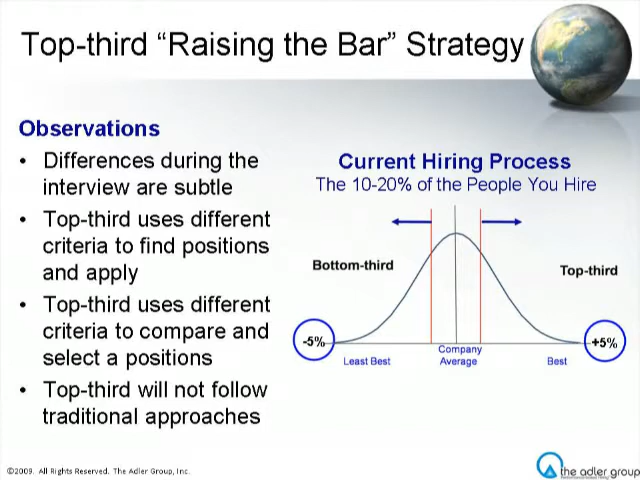 Top-third “Raising the Bar” Strategy
Observations
• Differences during the
interview are subtle
• Top-third uses different
criteria to find positions
and apply
• Top-third uses different
criteria to compare and
select a positions
• Top-third will not follow
traditional approaches
Current Hiring Process
The 10-20% of the People You Hire
Bottom-third
Top-third
-5%
+5%
Least Best
Company
Average
Best
©2009. All Rights Reserved. The Adler Group, Inc.
the adler group